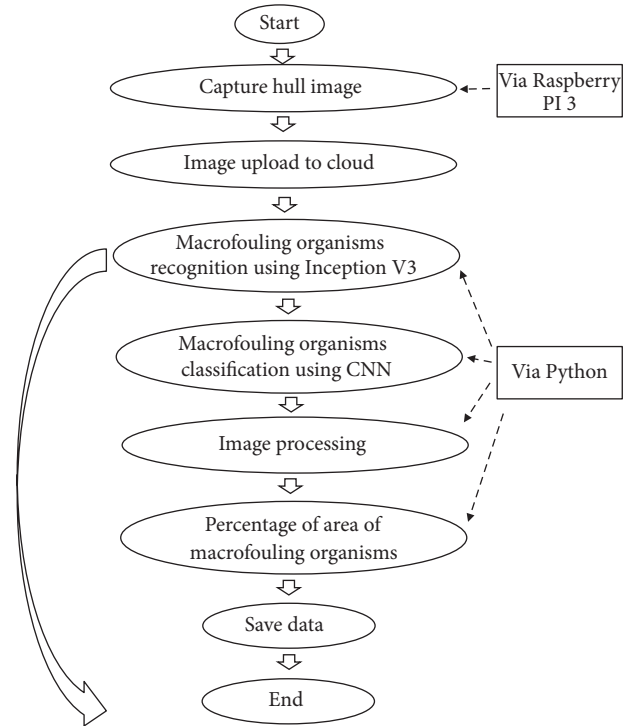 Start
Capture hull image
Via Raspberry
PI 3
Image upload to cloud
Macrofouling organisms
recognition using Inception V3
Macrofouling organisms
classification using CNN
Via Python
Image processing
Percentage of area of
macrofouling organisms
Save data
End